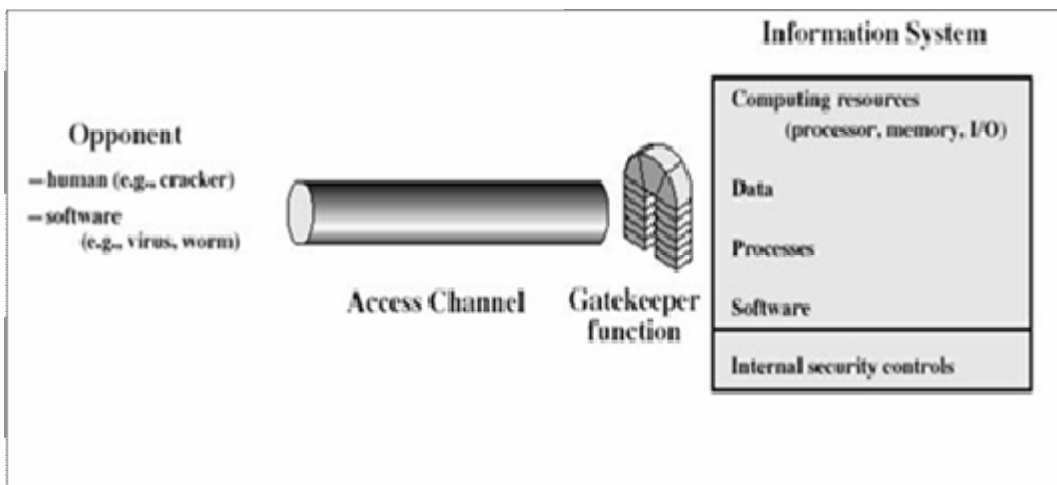 Information System
Computing resources
(processor, memory, I/O)
Data
Processes
Software
Internal security controls
Opponent
–human (e.g., cracker)
–software
(e.g., virus, worm)
Access Channel
Gatekeeper
function